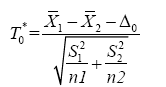 T₀* = (X̄₁ − X̄₂ − Δ₀) / √(S₁²/n1 + S₂²/n2)